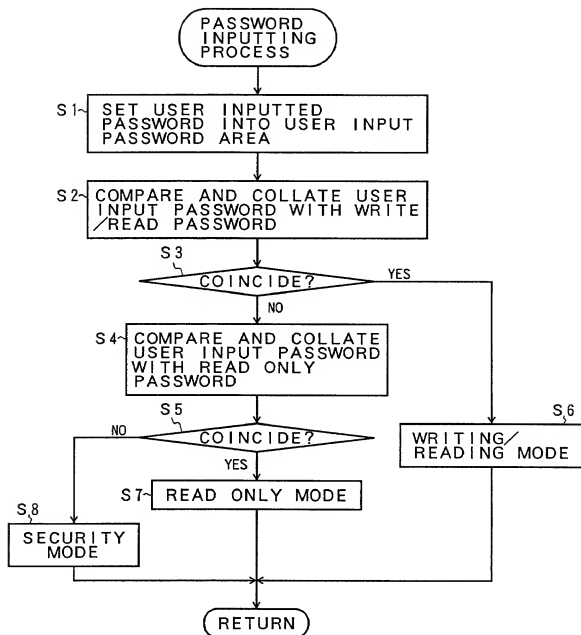 PASSWORD
INPUTTING
PROCESS
S1
SET USER INPUTTED
PASSWORD INTO USER INPUT
PASSWORD AREA
S2
COMPARE AND COLLATE USER
INPUT PASSWORD WITH WRITE
/READ PASSWORD
S3
COINCIDE?
YES
NO
S4
COMPARE AND COLLATE
USER INPUT PASSWORD
WITH READ ONLY
PASSWORD
S5
COINCIDE?
NO
YES
S6
WRITING/
READING MODE
S7
READ ONLY MODE
S8
SECURITY
MODE
RETURN